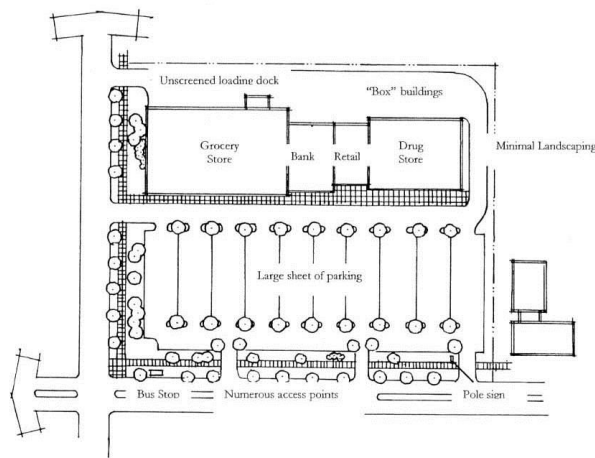 Unscreened loading dock
“Box” buildings
Grocery
Store
Bank
Retail
Drug
Store
Minimal Landscaping
Large sheet of parking
Bus Stop
Numerous access points
Pole sign